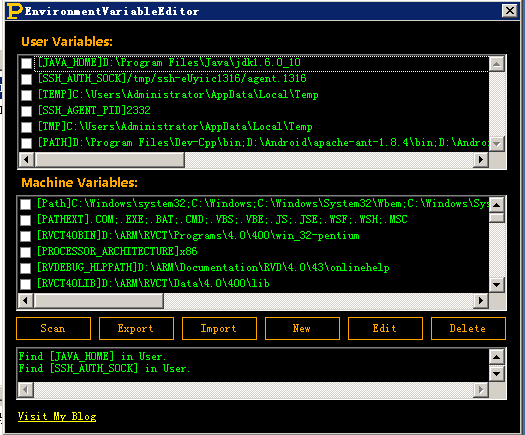 EnvironmentVariableEditor
User Variables:
[JAVA_HOME]D:\Program Files\Java\jdk1.6.0_10
[SSH_AUTH_SOCK]/tmp/ssh-eUyiic1316/agent.1316
[TEMP]C:\Users\Administrator\AppData\Local\Temp
[SSH_AGENT_PID]2332
[TMP]C:\Users\Administrator\AppData\Local\Temp
[PATH]D:\Program Files\Dev-Cpp\bin;D:\Android\apache-ant-1.8.4\bin;D:\Andro
Machine Variables:
[Path]C:\Windows\system32;C:\Windows;C:\Windows\System32\Wbem;C:\Windows\Sys
[PATHEXT].COM;.EXE;.BAT;.CMD;.VBS;.VBE;.JS;.JSE;.WSF;.WSH;.MSC
[RVCT40BIN]D:\ARM\RVCT\Programs\4.0\400\win_32-pentium
[PROCESSOR_ARCHITECTURE]x86
[RVDEBUG_HLPPATH]D:\ARM\Documentation\RVD\4.0\43\onlinehelp
[RVCT40LIB]D:\ARM\RVCT\Data\4.0\400\lib
Scan Export Import New Edit Delete
Find [JAVA_HOME] in User.
Find [SSH_AUTH_SOCK] in User.
Visit My Blog